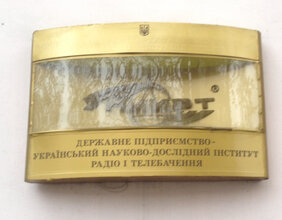 ®
ДЕРЖАВНЕ ПІДПРИЄМСТВО-
УКРАЇНСЬКИЙ НАУКОВО-ДОСЛІДНИЙ ІНСТИТУТ
РАДІО І ТЕЛЕБАЧЕННЯ